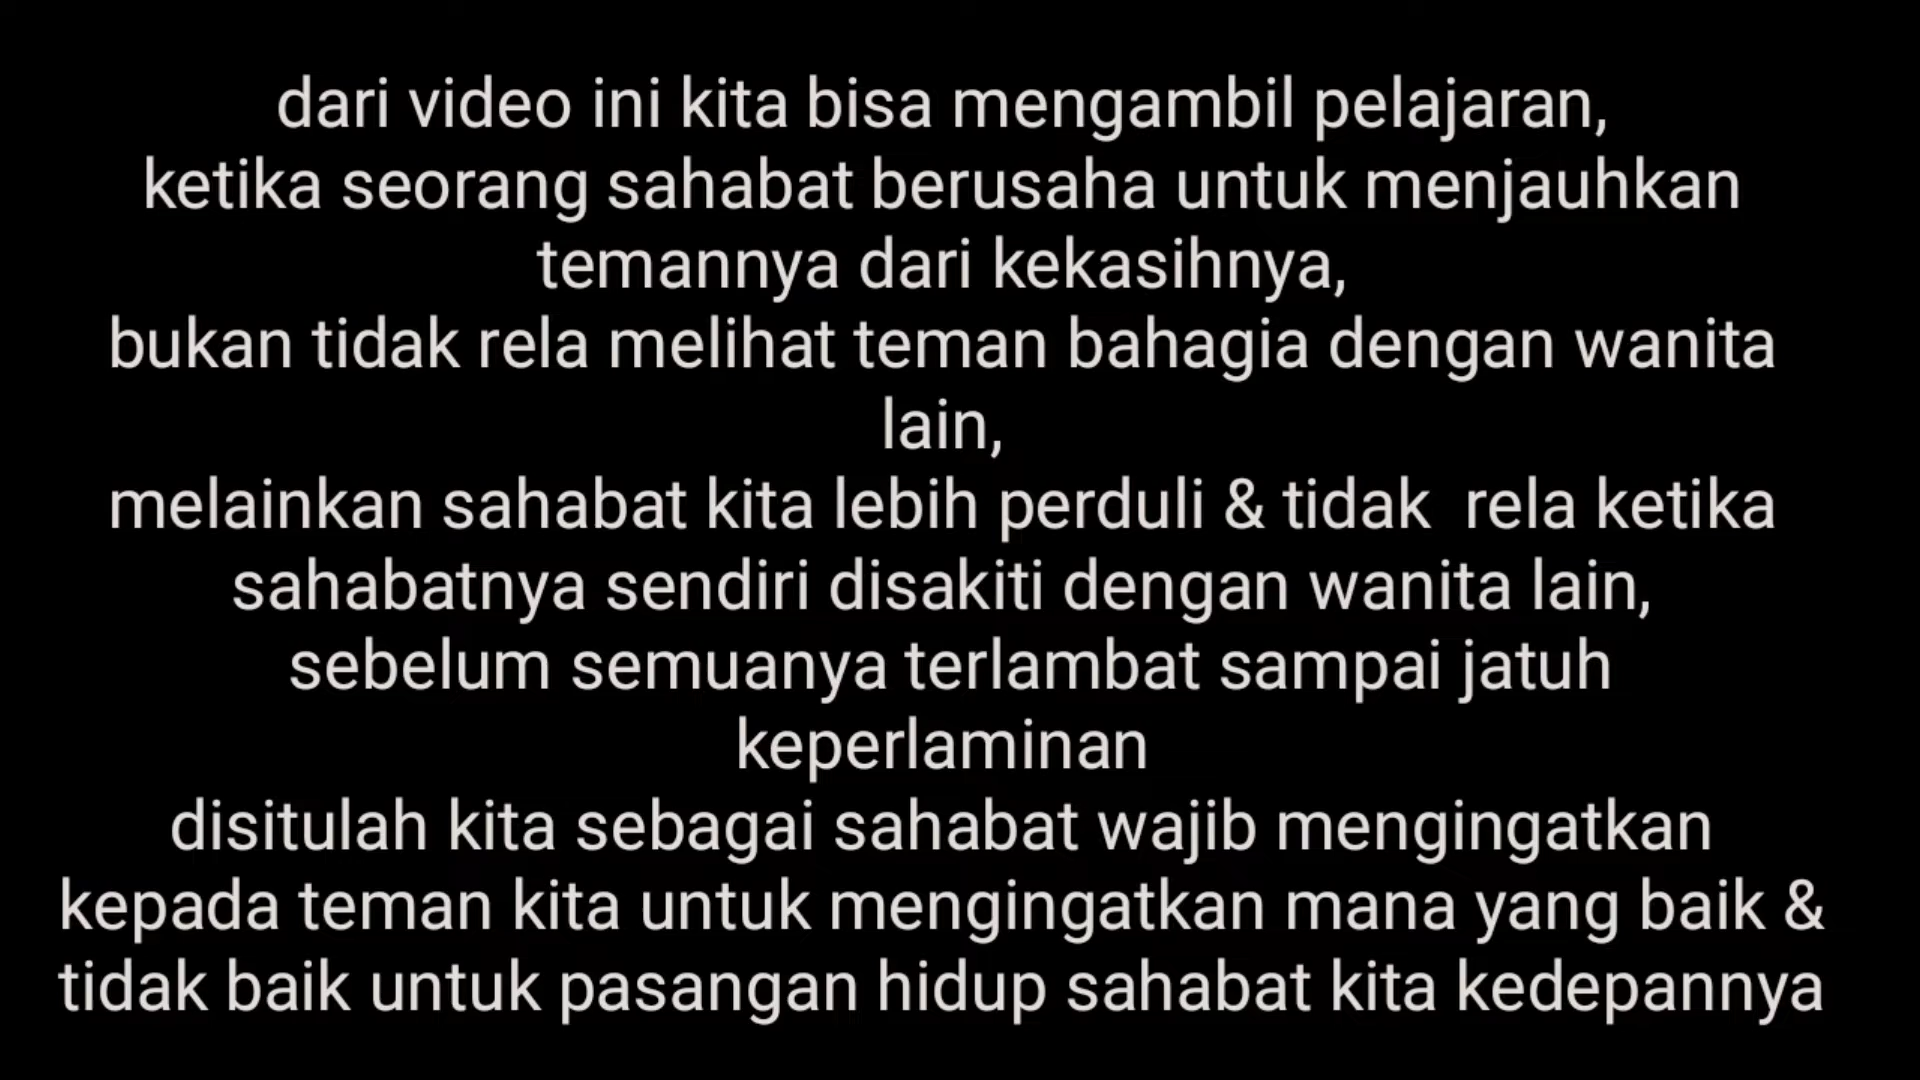 dari video ini kita bisa mengambil pelajaran,
ketika seorang sahabat berusaha untuk menjauhkan
temannya dari kekasihnya,
bukan tidak rela melihat teman bahagia dengan wanita
lain,
melainkan sahabat kita lebih perduli & tidak  rela ketika
sahabatnya sendiri disakiti dengan wanita lain,
sebelum semuanya terlambat sampai jatuh
keperlaminan
disitulah kita sebagai sahabat wajib mengingatkan
kepada teman kita untuk mengingatkan mana yang baik &
tidak baik untuk pasangan hidup sahabat kita kedepannya